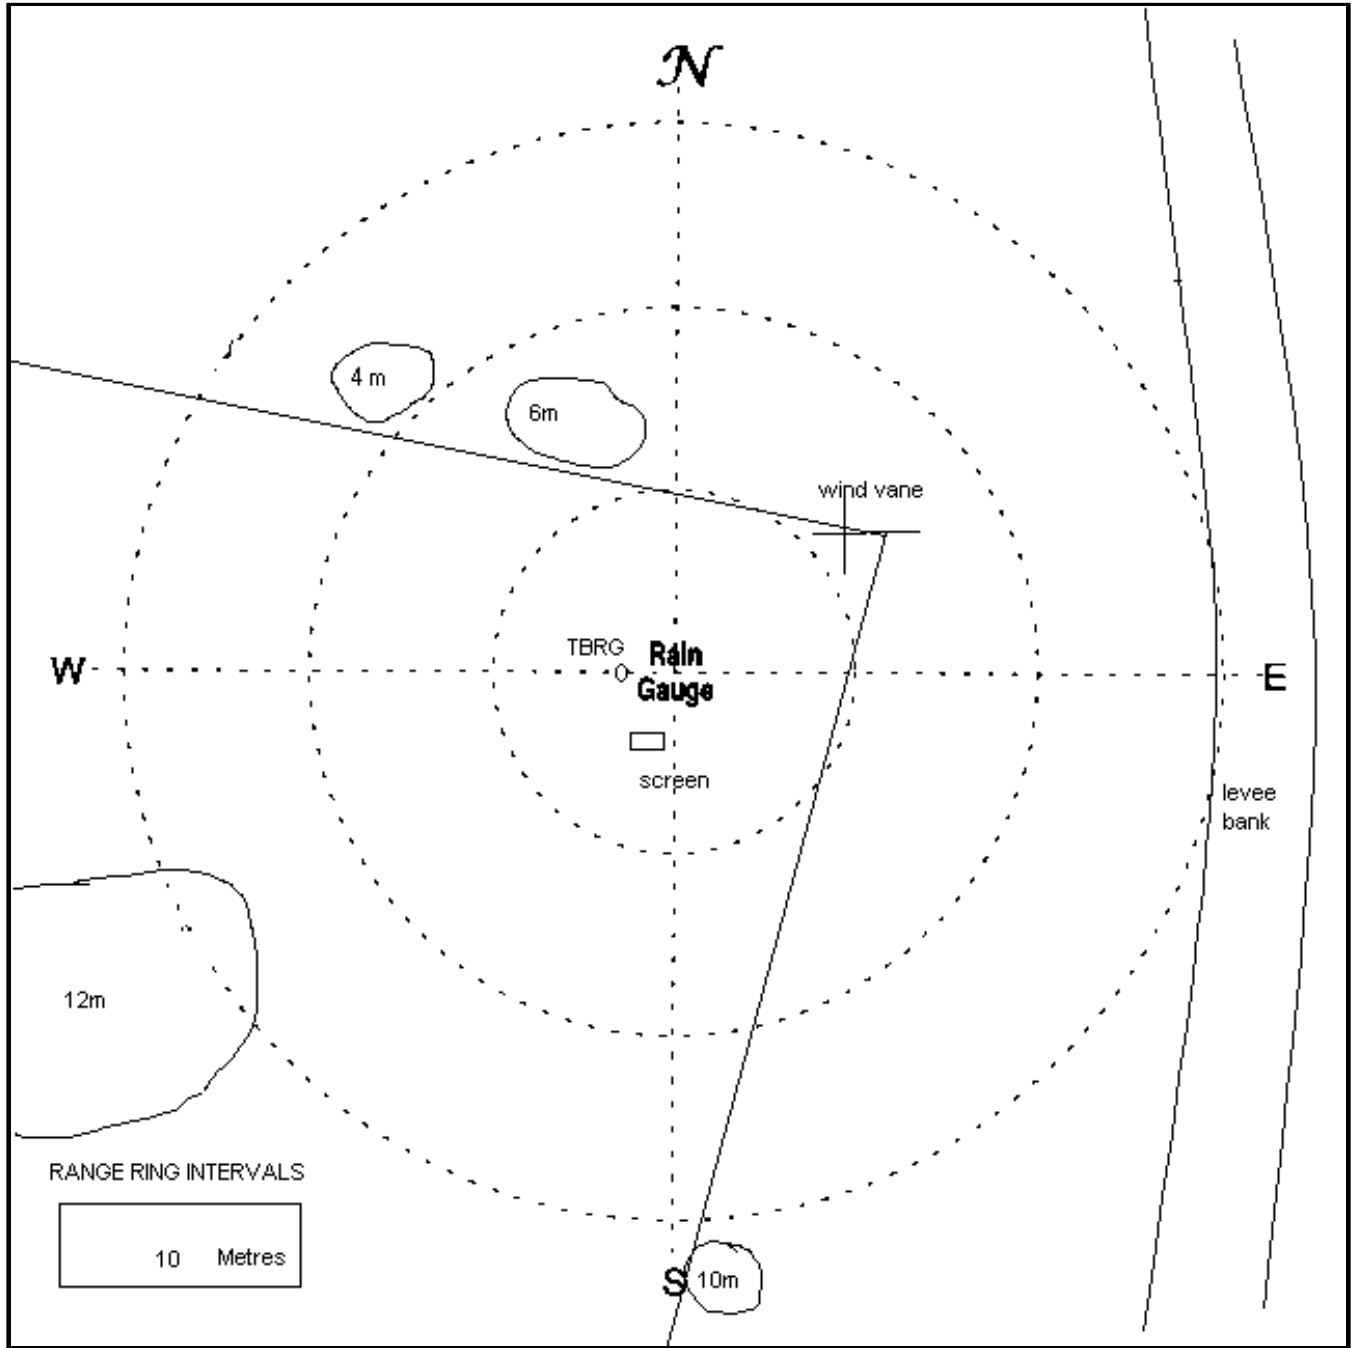 N
4 m
6m
wind vane
TBRG
Rain
Gauge
W
E
screen
levee
bank
12m
RANGE RING INTERVALS
10 Metres
S
10m